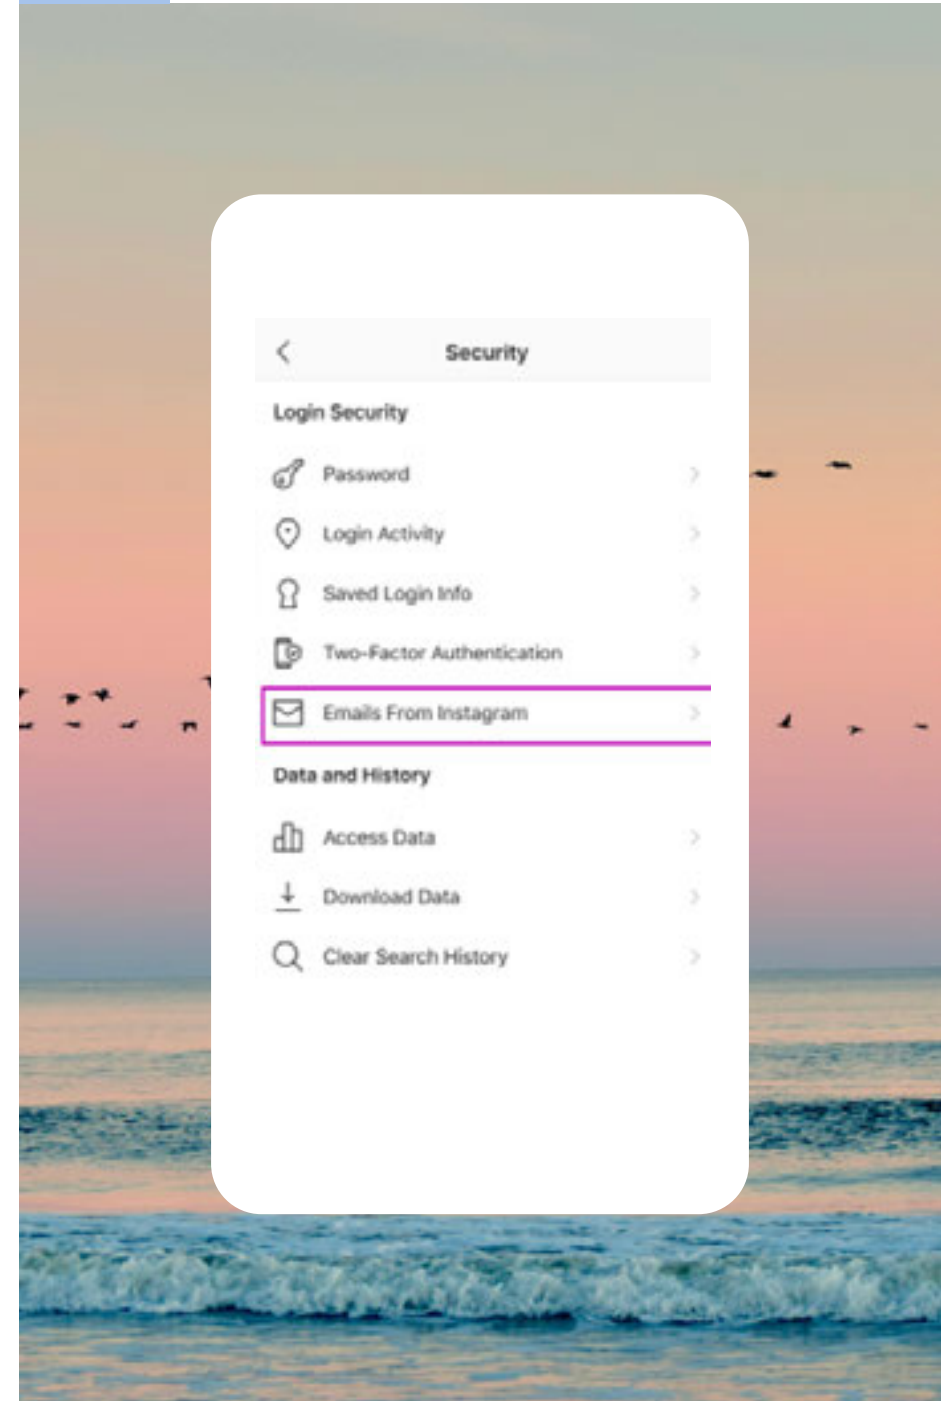 Security
Login Security
Password
Login Activity
Saved Login Info
Two-Factor Authentication
Emails From Instagram
Data and History
Access Data
Download Data
Clear Search History